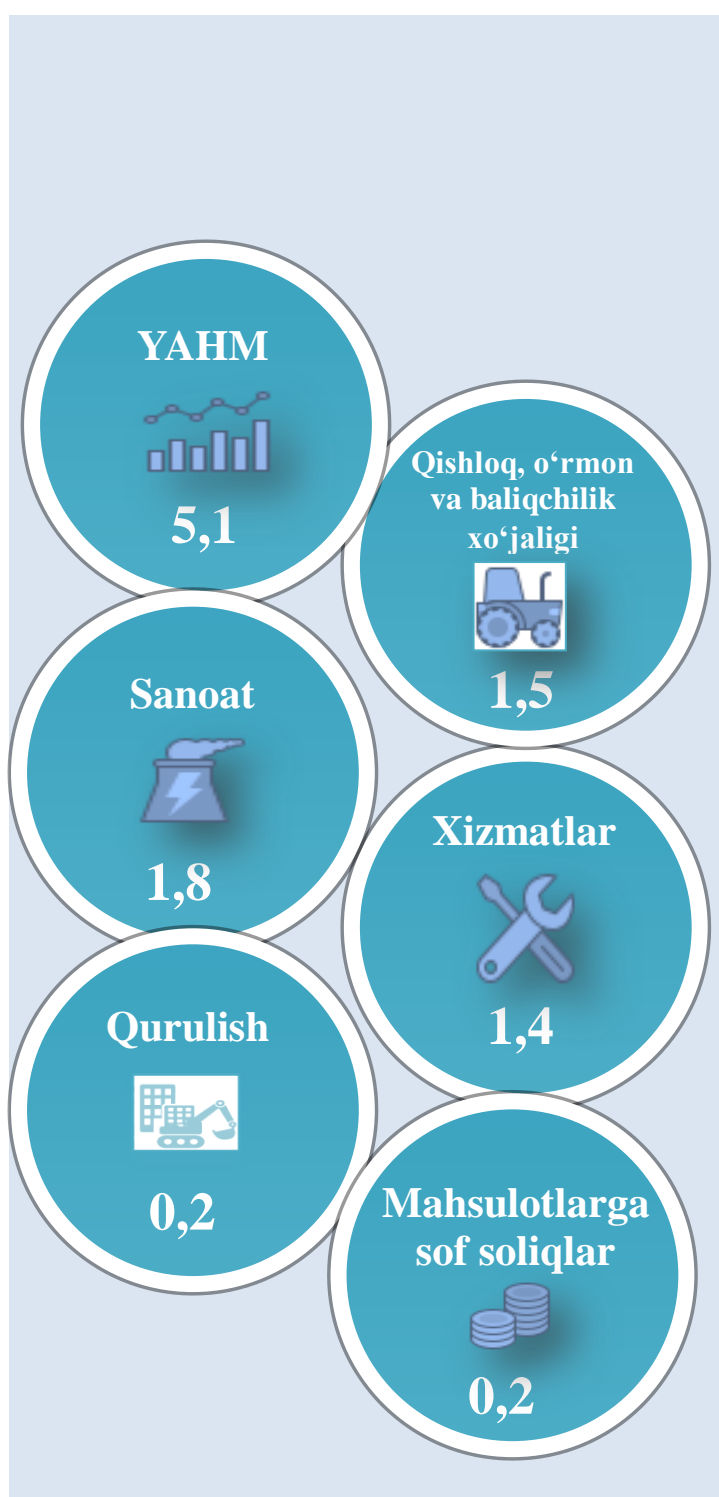 YAHM
5,1
Qishloq, o‘rmon
va baliqchilik
xo‘jaligi
1,5
Sanoat
1,8
Xizmatlar
1,4
Qurulish
0,2
Mahsulotlarga
sof soliqlar
0,2